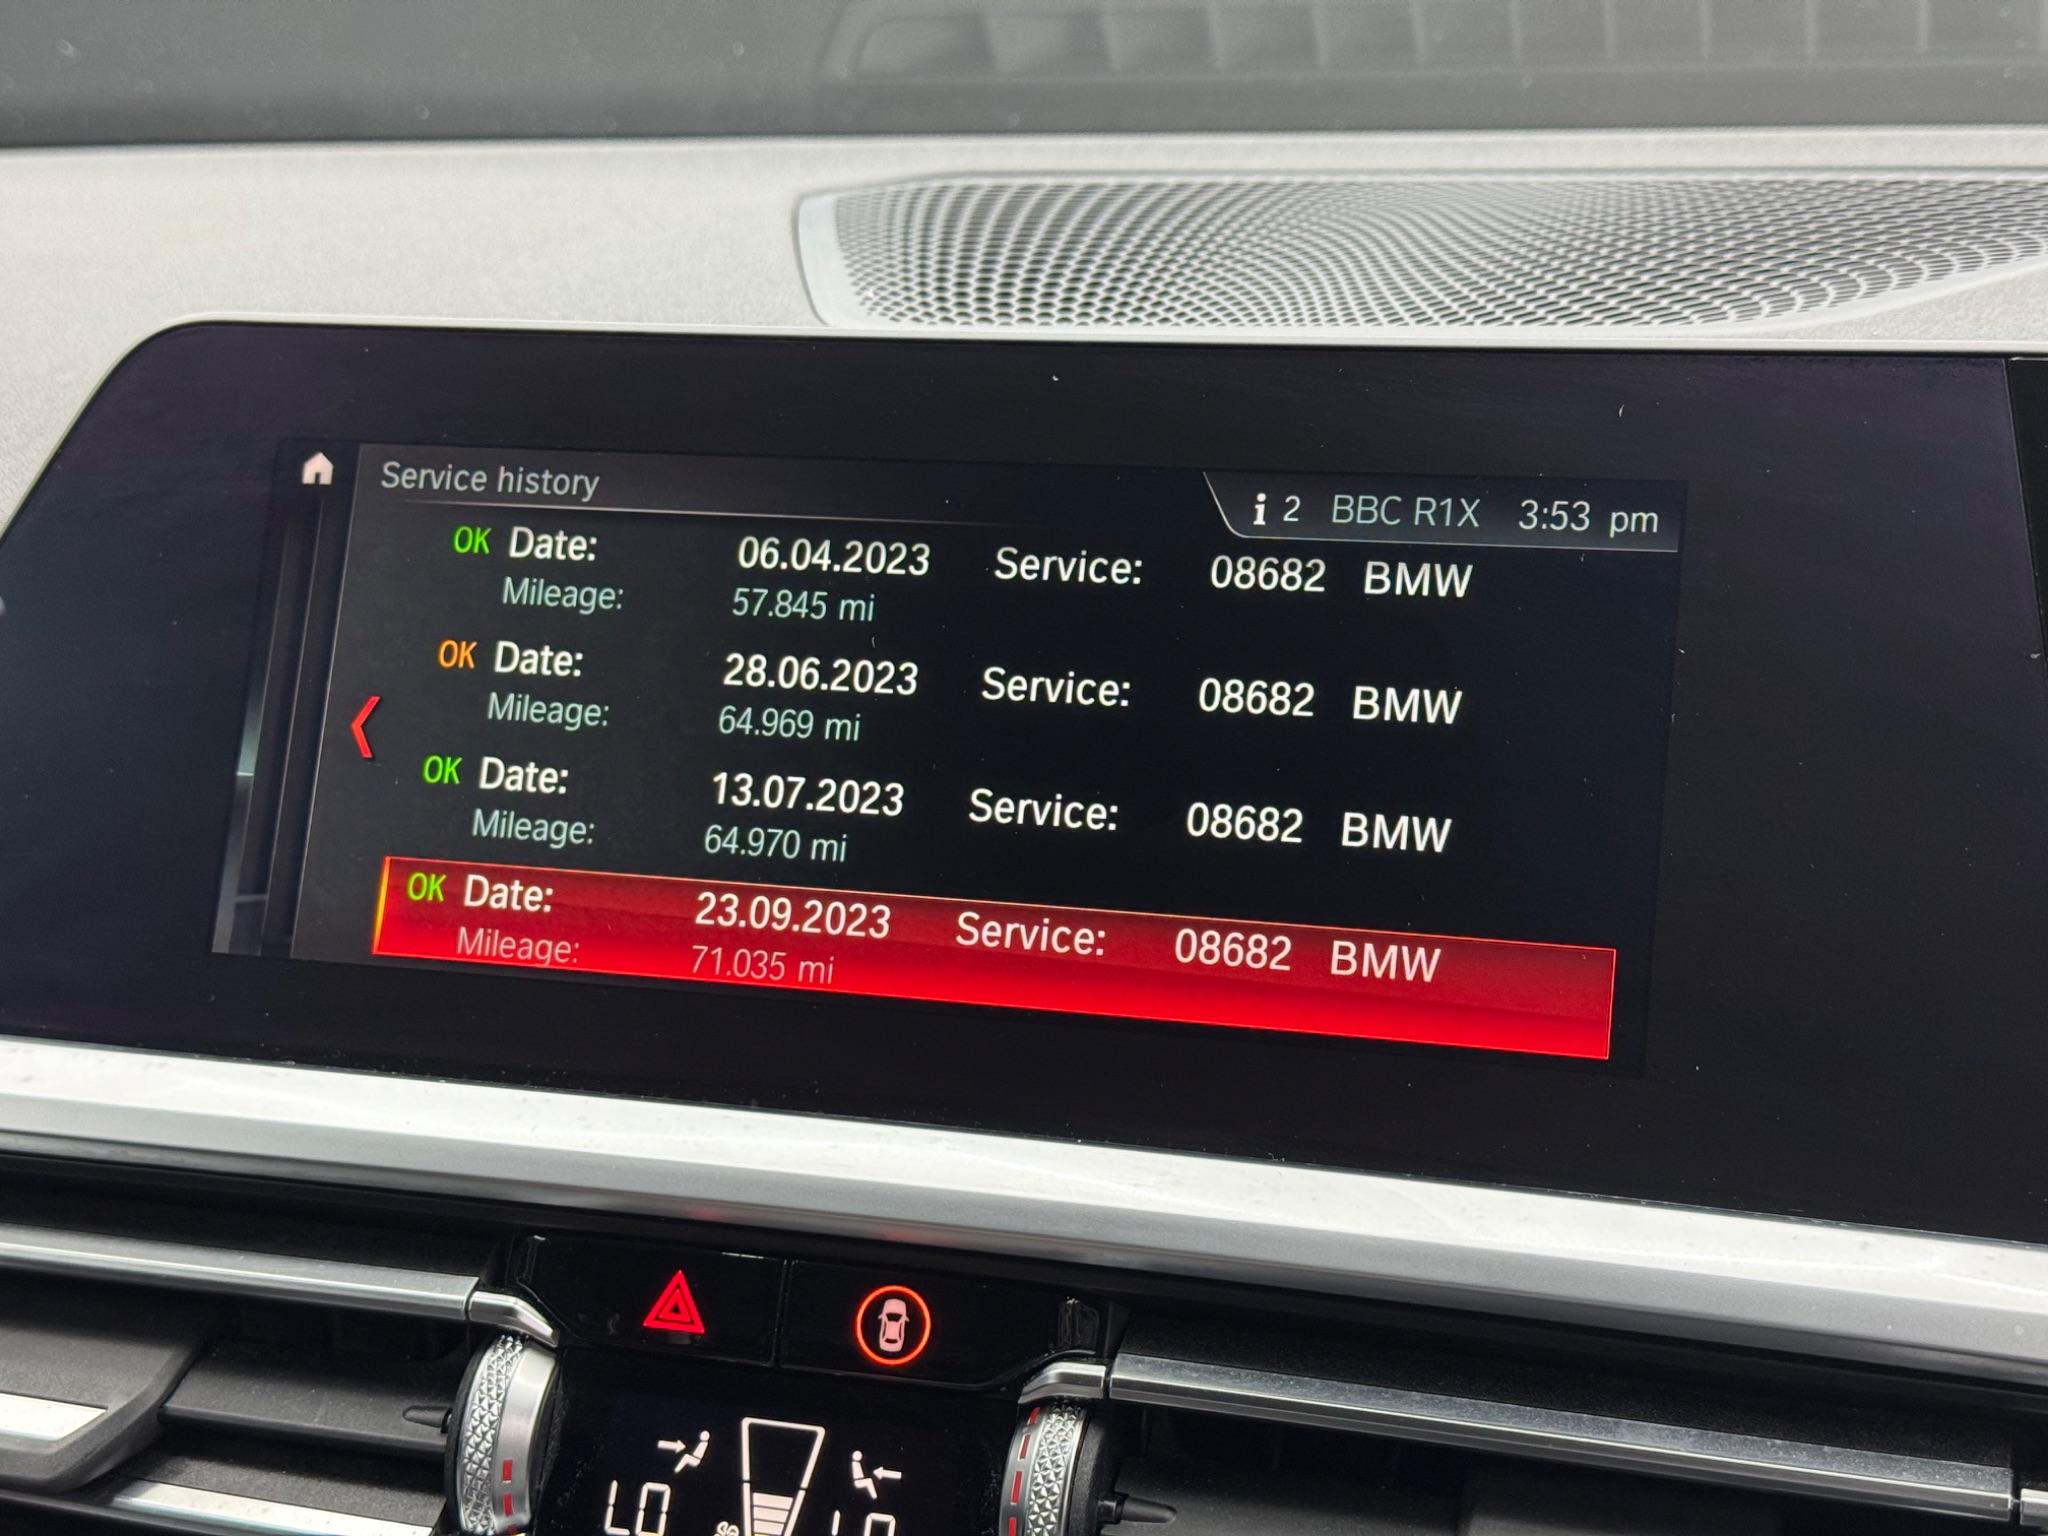 Service history
i 2 BBC R1X 3:53 pm
OK Date: 06.04.2023 Service: 08682 BMW
Mileage: 57.845 mi
OK Date: 28.06.2023 Service: 08682 BMW
Mileage: 64.969 mi
OK Date: 13.07.2023 Service: 08682 BMW
Mileage: 64.970 mi
OK Date: 23.09.2023 Service: 08682 BMW
Mileage: 71.035 mi
LO LO